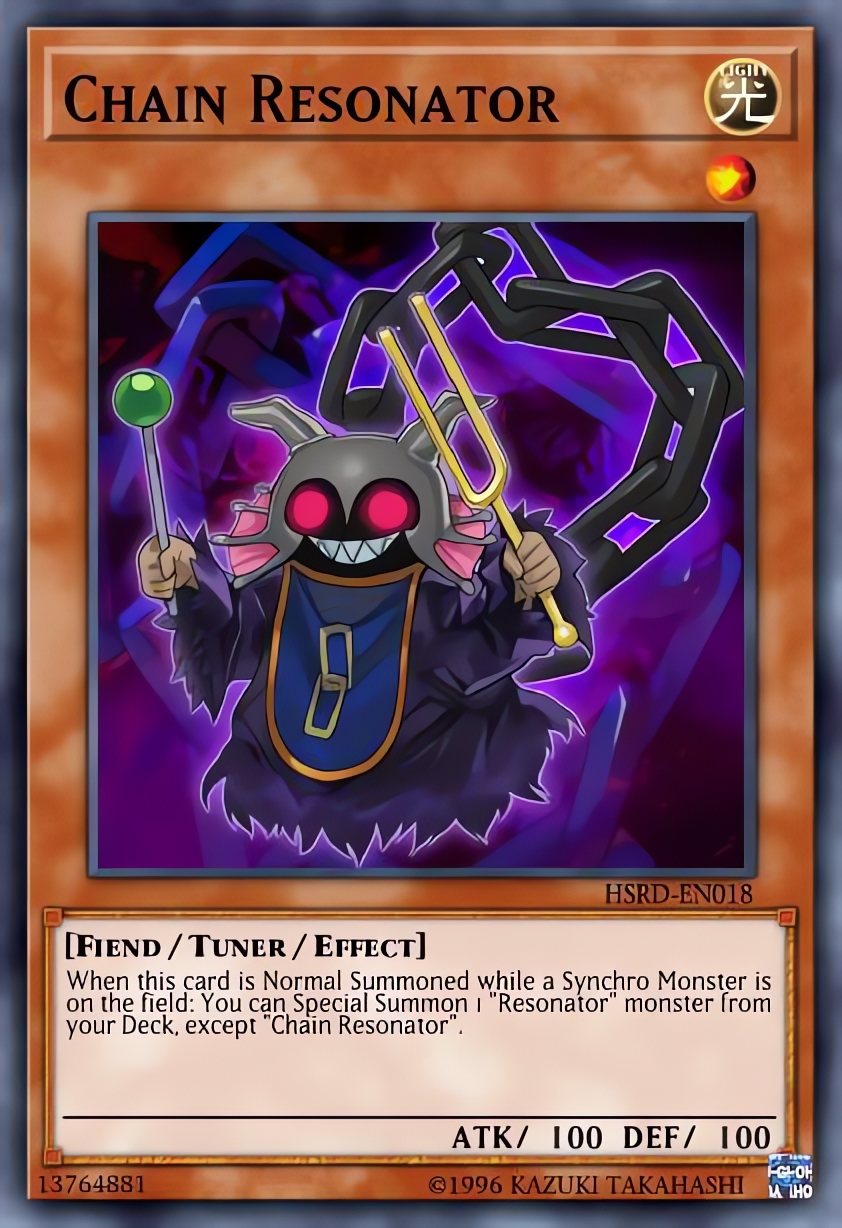 CHAIN RESONATOR
光
HSRD-EN018
[FIEND / TUNER / EFFECT]
When this card is Normal Summoned while a Synchro Monster is
on the field: You can Special Summon 1 "Resonator" monster from
your Deck, except "Chain Resonator".
ATK/ 100 DEF/ 100
13764881
©1996 KAZUKI TAKAHASHI